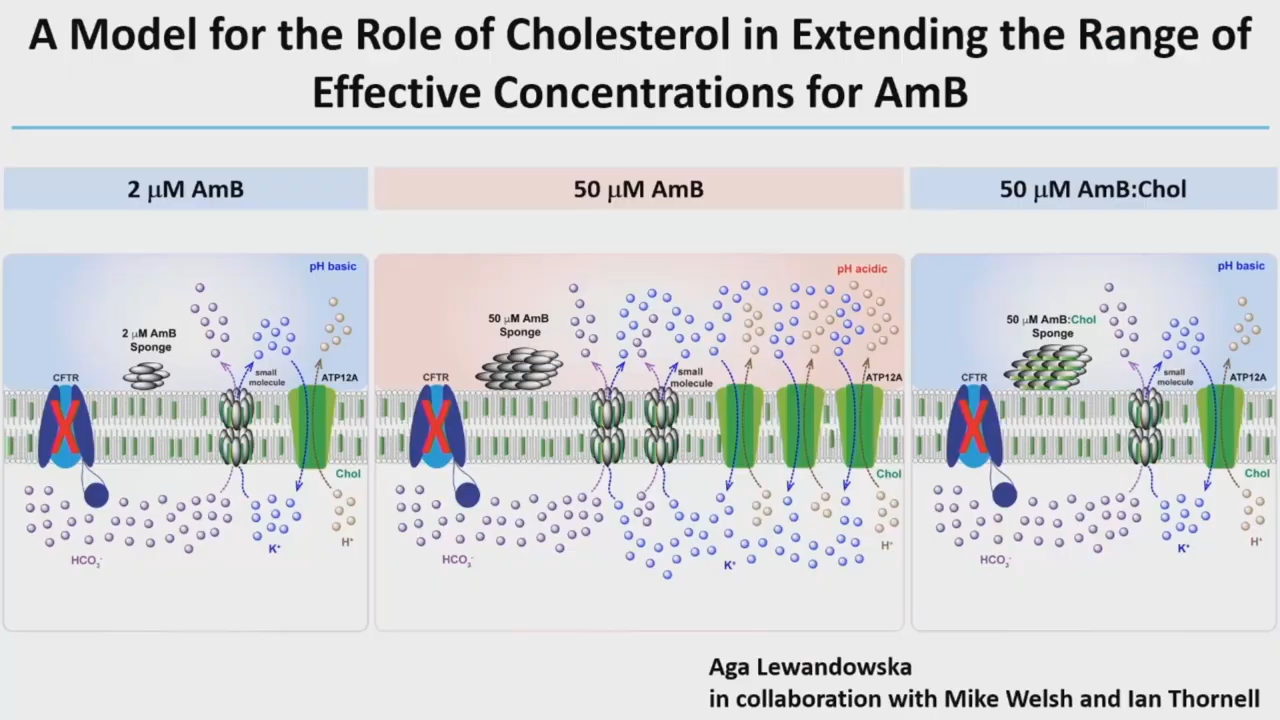 A Model for the Role of Cholesterol in Extending the Range of
Effective Concentrations for AmB
2 μM AmB
50 μM AmB
50 μM AmB:Chol
pH basic
2 μM AmB
Sponge
CFTR
small
molecule
ATP12A
Chol
HCO₃⁻
K⁺
H⁺
pH acidic
50 μM AmB
Sponge
CFTR
small
molecule
ATP12A
Chol
HCO₃⁻
K⁺
H⁺
pH basic
50 μM AmB:Chol
Sponge
CFTR
small
molecule
ATP12A
Chol
HCO₃⁻
K⁺
H⁺
Aga Lewandowska
in collaboration with Mike Welsh and Ian Thornell